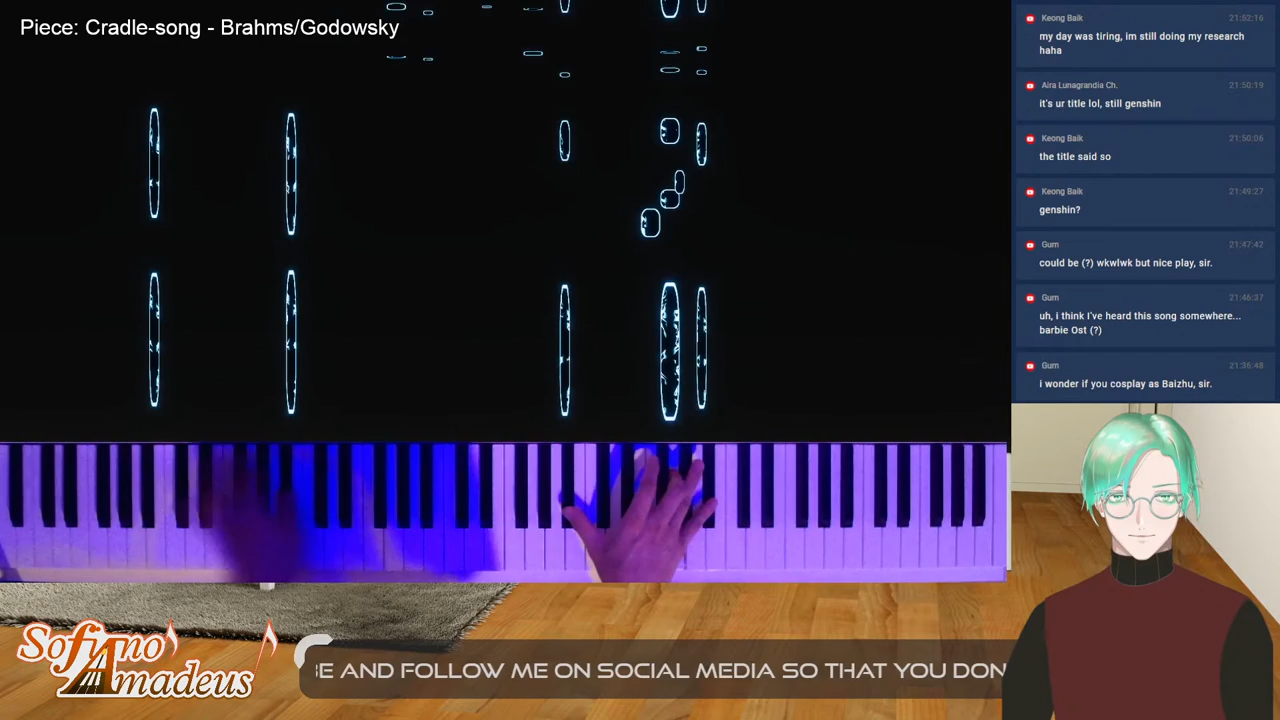 Piece: Cradle-song - Brahms/Godowsky
Keong Baik 21:52:16
my day was tiring, im still doing my research
haha
Aira Lunagrandia Ch. 21:50:19
it's ur title lol, still genshin
Keong Baik 21:50:06
the title said so
Keong Baik 21:49:27
genshin?
Gum 21:47:42
could be (?) wkwlwk but nice play, sir.
Gum 21:46:37
uh, i think I've heard this song somewhere...
barbie Ost (?)
Gum 21:36:48
i wonder if you cosplay as Baizhu, sir.
Sofiano
Amadeus
BE AND FOLLOW ME ON SOCIAL MEDIA SO THAT YOU DON